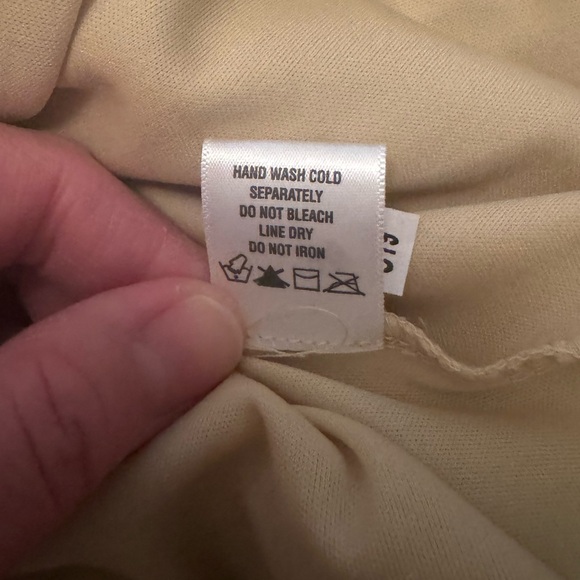 HAND WASH COLD
SEPARATELY
DO NOT BLEACH
LINE DRY
DO NOT IRON